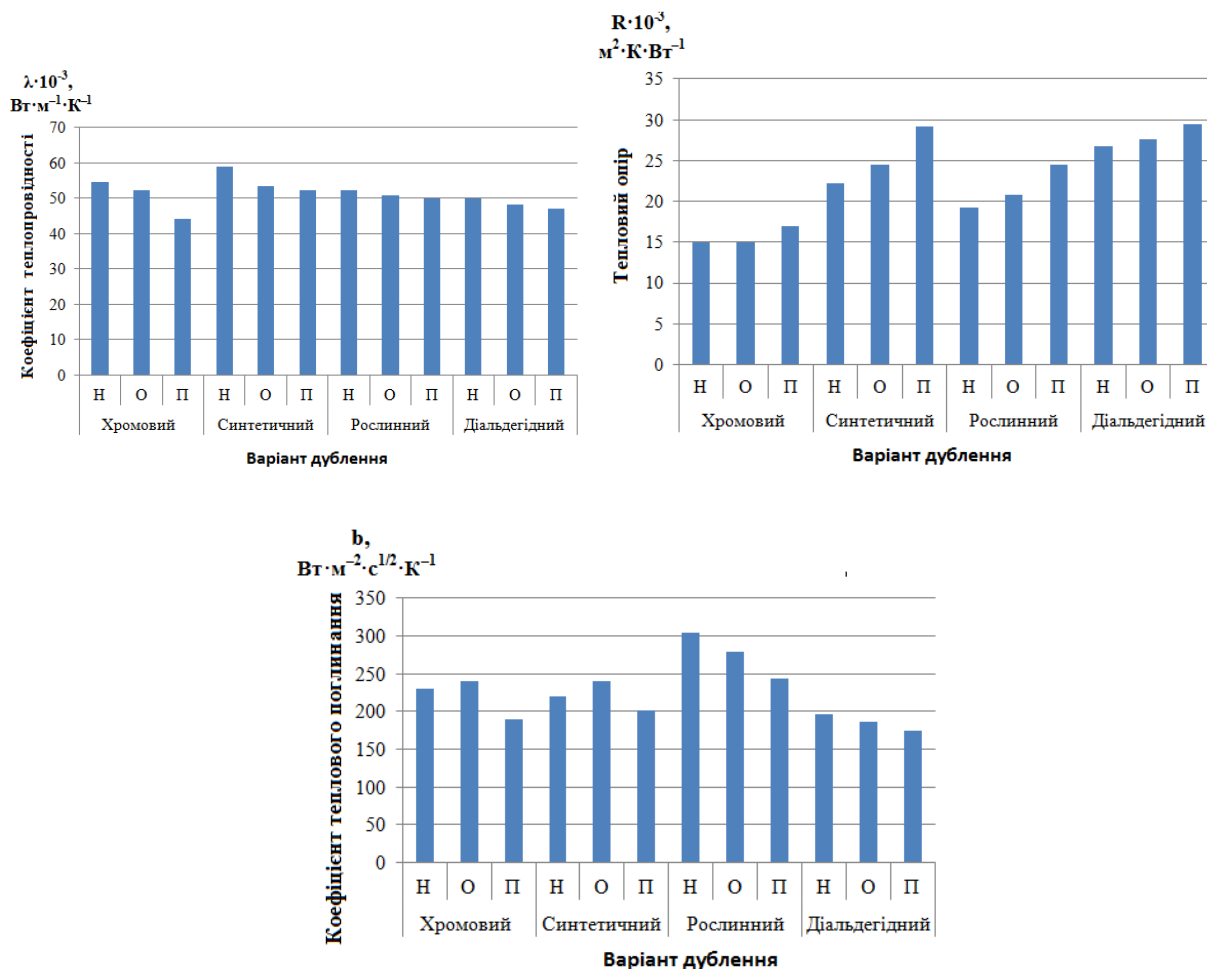 λ·10⁻³,
Вт·м⁻¹·К⁻¹
Коефіцієнт теплопровідності
70
60
50
40
30
20
10
0
Н О П Н О П Н О П Н О П
Хромовий Синтетичний Рослинний Діальдегідний
Варіант дублення
R·10⁻³,
м²·К·Вт⁻¹
Тепловий опір
35
30
25
20
15
10
5
0
Н О П Н О П Н О П Н О П
Хромовий Синтетичний Рослинний Діальдегідний
Варіант дублення
b,
Вт·м⁻²·с¹/²·К⁻¹
Коефіцієнт теплового поглинання
350
300
250
200
150
100
50
0
Н О П Н О П Н О П Н О П
Хромовий Синтетичний Рослинний Діальдегідний
Варіант дублення